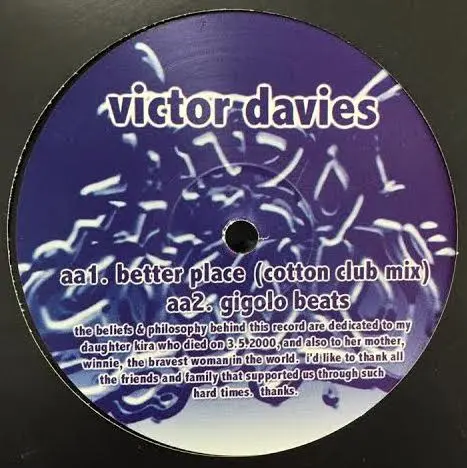 victor davies
aa1. better place (cotton club mix)
aa2. gigolo beats
the beliefs & philosophy behind this record are dedicated to my
daughter kira who died on 3.5.2000, and also to her mother,
winnie, the bravest woman in the world. i'd like to thank all
the friends and family that supported us through such
hard times. thanks.